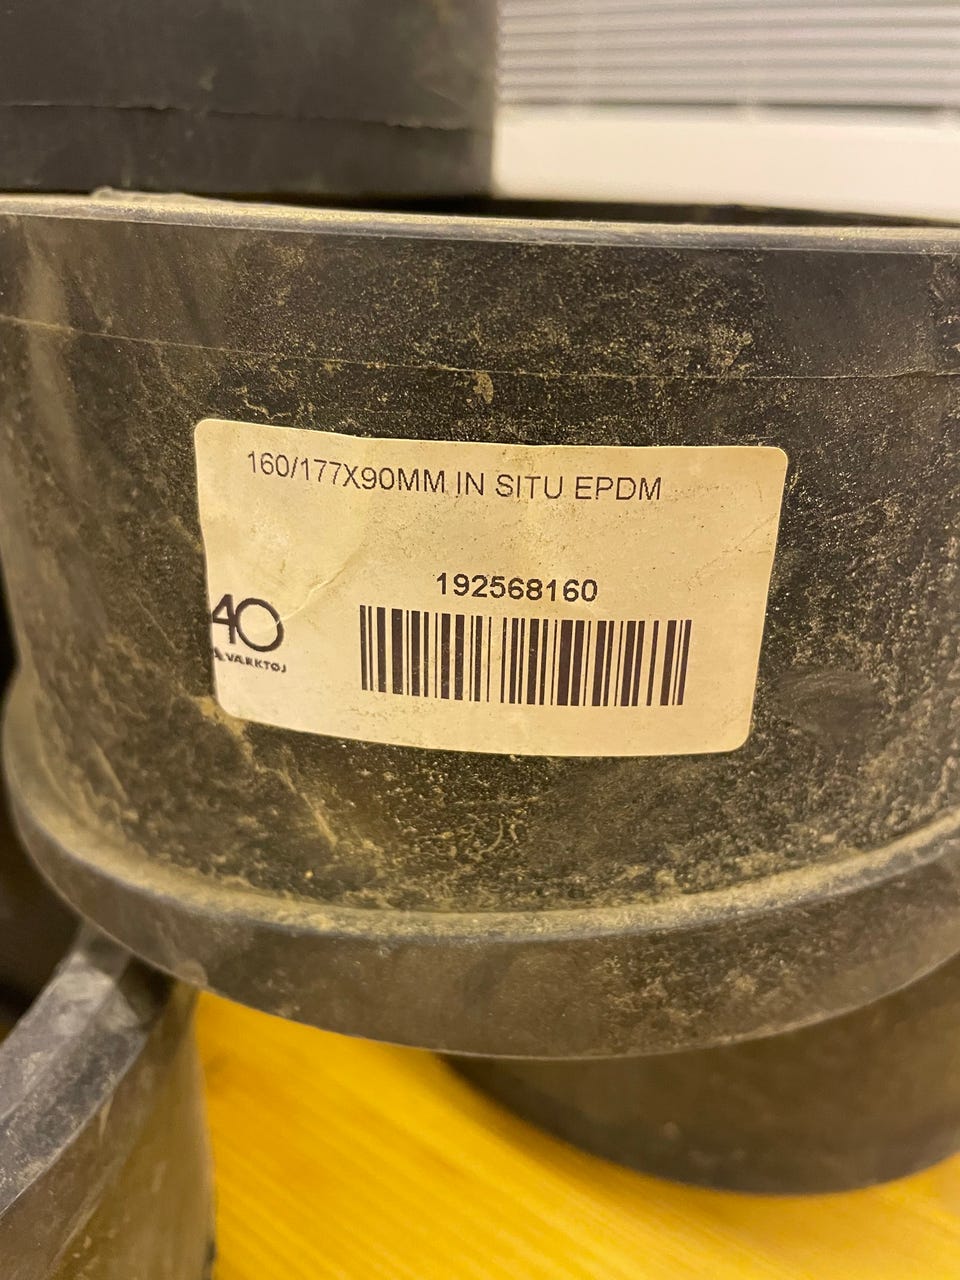 160/177X90MM IN SITU EPDM
192568160
40
VÆRKTØJ